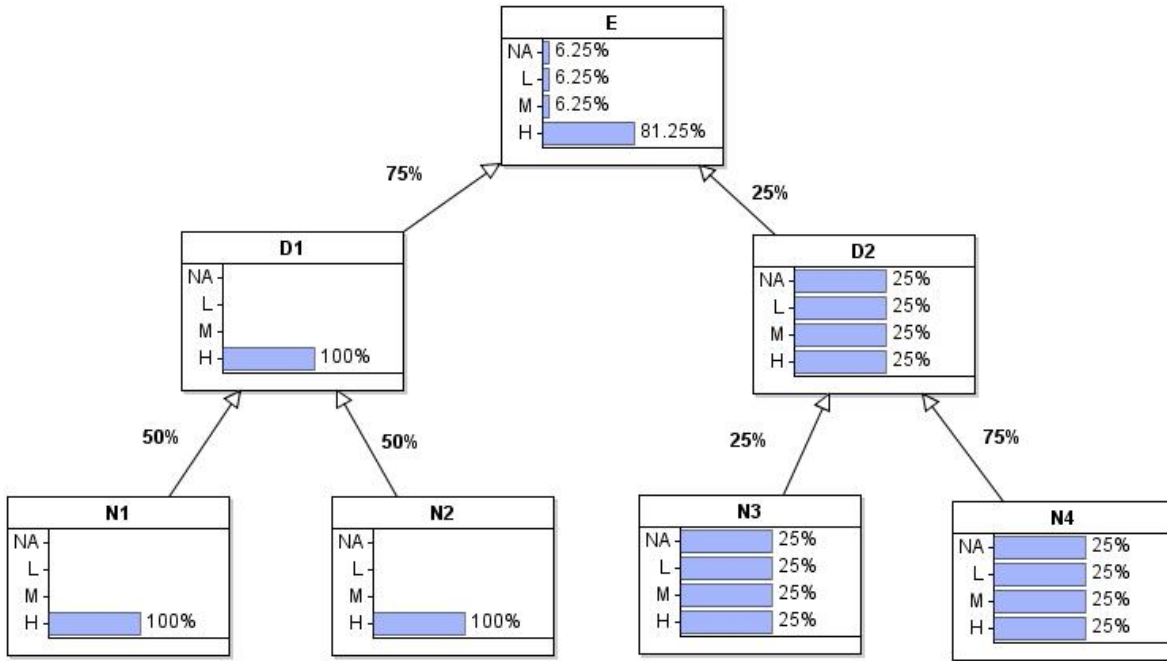 E
NA 6.25%
L 6.25%
M 6.25%
H 81.25%
75%
25%
D1
NA
L
M
H 100%
D2
NA 25%
L 25%
M 25%
H 25%
50%
50%
25%
75%
N1
NA
L
M
H 100%
N2
NA
L
M
H 100%
N3
NA 25%
L 25%
M 25%
H 25%
N4
NA 25%
L 25%
M 25%
H 25%